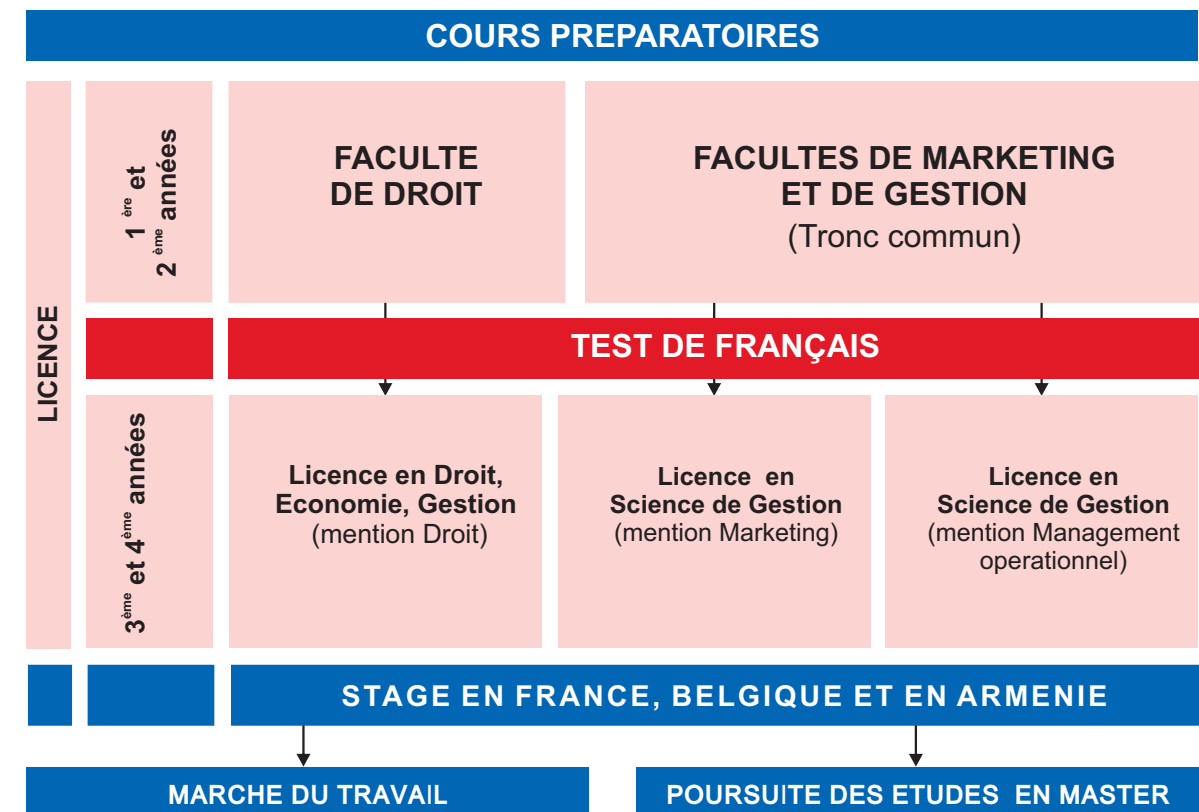 COURS PREPARATOIRES
LICENCE
1 ère et
2 ème années
FACULTE
DE DROIT
FACULTES DE MARKETING
ET DE GESTION
(Tronc commun)
TEST DE FRANÇAIS
3ème et 4ème années
Licence en Droit,
Economie, Gestion
(mention Droit)
Licence en
Science de Gestion
(mention Marketing)
Licence en
Science de Gestion
(mention Management
operationnel)
STAGE EN FRANCE, BELGIQUE ET EN ARMENIE
MARCHE DU TRAVAIL
POURSUITE DES ETUDES EN MASTER